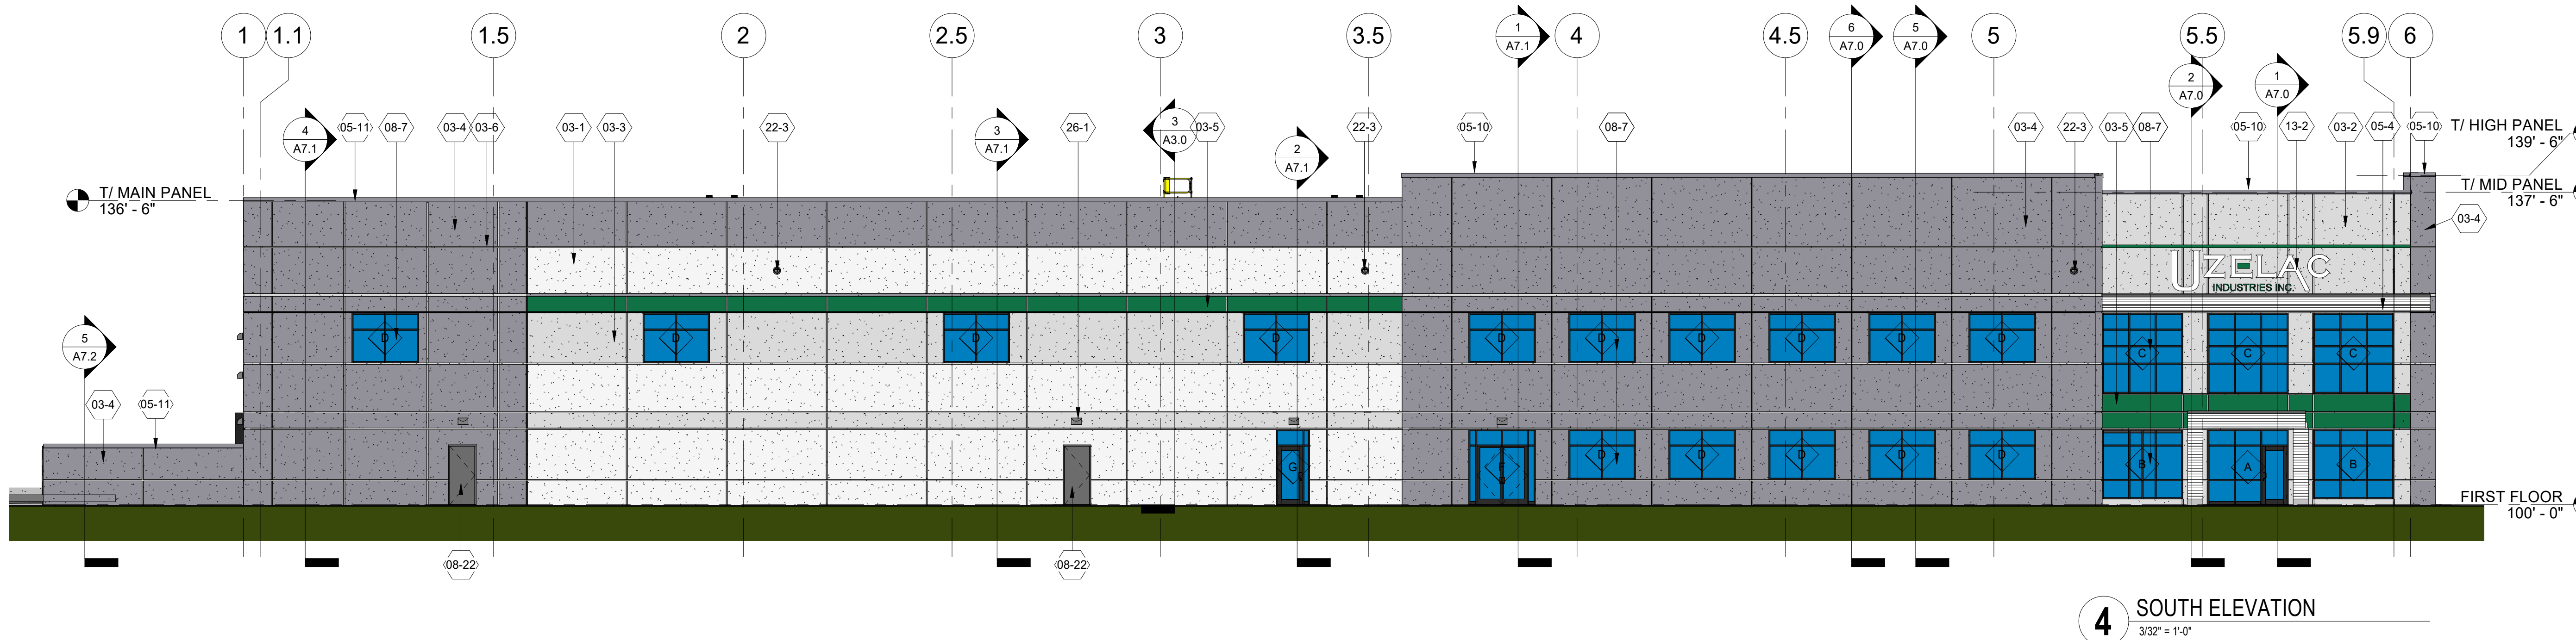 1
1.1
1.5
2
2.5
3
3.5
1
A7.1
4
4.5
6
A7.0
5
A7.0
5
5.5
5.9
6
2
A7.0
1
A7.0
4
A7.1
05-11
08-7
03-4
03-6
03-1
03-3
22-3
3
A7.1
26-1
3
A3.0
03-5
2
A7.1
22-3
05-10
08-7
03-4
22-3
03-5
08-7
05-10
13-2
03-2
05-4
05-10
T/ HIGH PANEL
139' - 6"
T/ MAIN PANEL
136' - 6"
T/ MID PANEL
137' - 6"
03-4
UZELAC
INDUSTRIES INC.
5
A7.2
D
D
D
D
D
D
D
D
D
D
C
C
C
03-4
05-11
G
F
D
D
D
D
D
B
A
B
FIRST FLOOR
100' - 0"
08-22
08-22
4
SOUTH ELEVATION
3/32" = 1'-0"